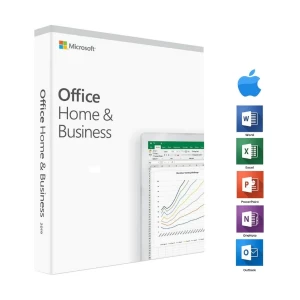 Microsoft
Office
Home &
Business
Office Home & Business
W
Word
X
Excel
P
PowerPoint
N
OneNote
O
Outlook